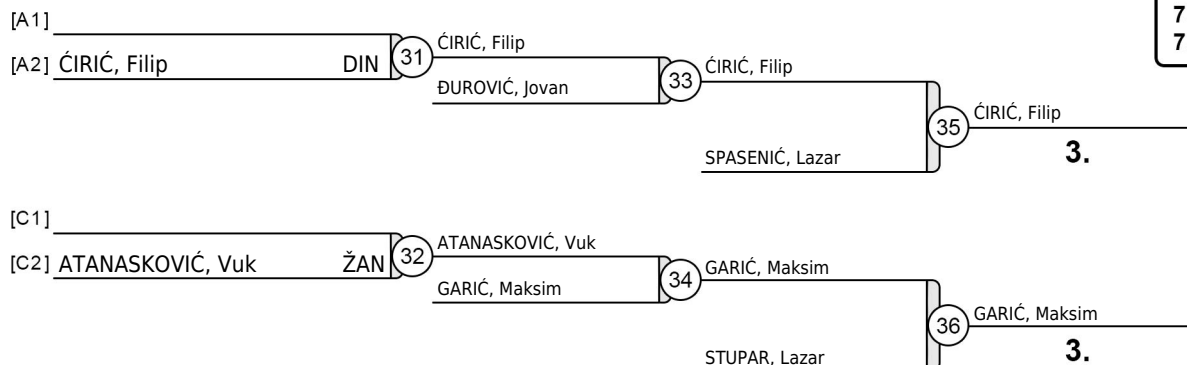 [A1]
[A2] ĆIRIĆ, Filip DIN
31
ĆIRIĆ, Filip
ĐUROVIĆ, Jovan
33
ĆIRIĆ, Filip
SPASENIĆ, Lazar
35
ĆIRIĆ, Filip
3.
7
7
[C1]
[C2] ATANASKOVIĆ, Vuk ŽAN
32
ATANASKOVIĆ, Vuk
GARIĆ, Maksim
34
GARIĆ, Maksim
STUPAR, Lazar
36
GARIĆ, Maksim
3.